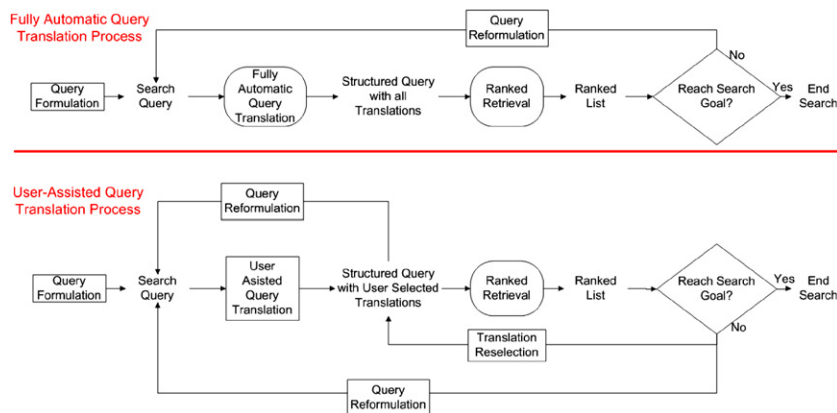 Fully Automatic Query
Translation Process
Query
Reformulation
No
Query
Formulation
Search
Query
Fully
Automatic
Query
Translation
Structured Query
with all
Translations
Ranked
Retrieval
Ranked
List
Reach Search
Goal?
Yes
End
Search
User-Assisted Query
Translation Process
Query
Reformulation
Query
Formulation
Search
Query
User
Asisted
Query
Translation
Structured Query
with User Selected
Translations
Ranked
Retrieval
Ranked
List
Reach Search
Goal?
Yes
End
Search
No
Translation
Reselection
Query
Reformulation